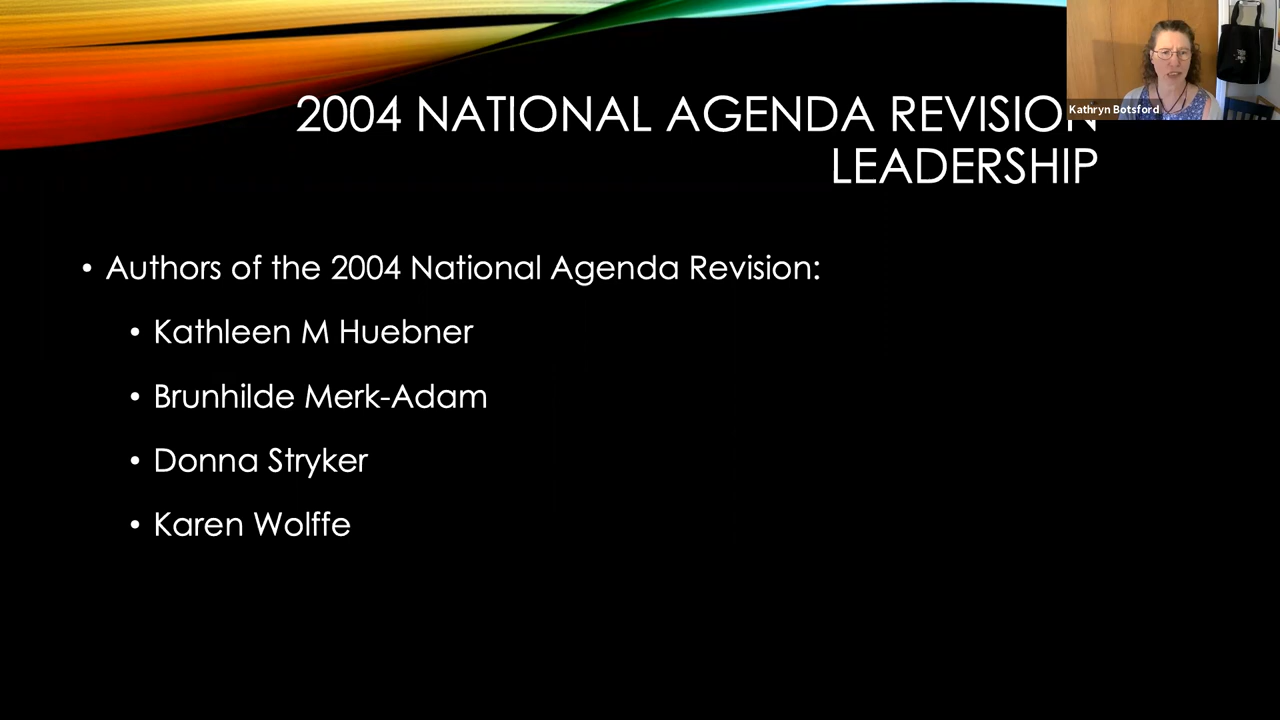 Kathryn Botsford
2004 NATIONAL AGENDA REVISION
LEADERSHIP
• Authors of the 2004 National Agenda Revision:
• Kathleen M Huebner
• Brunhilde Merk-Adam
• Donna Stryker
• Karen Wolffe